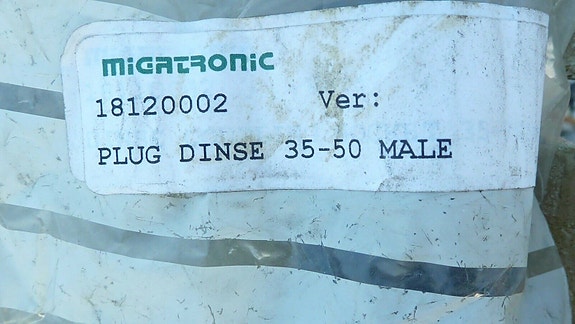 MIGATRONIC
18120002 Ver:
PLUG DINSE 35-50 MALE